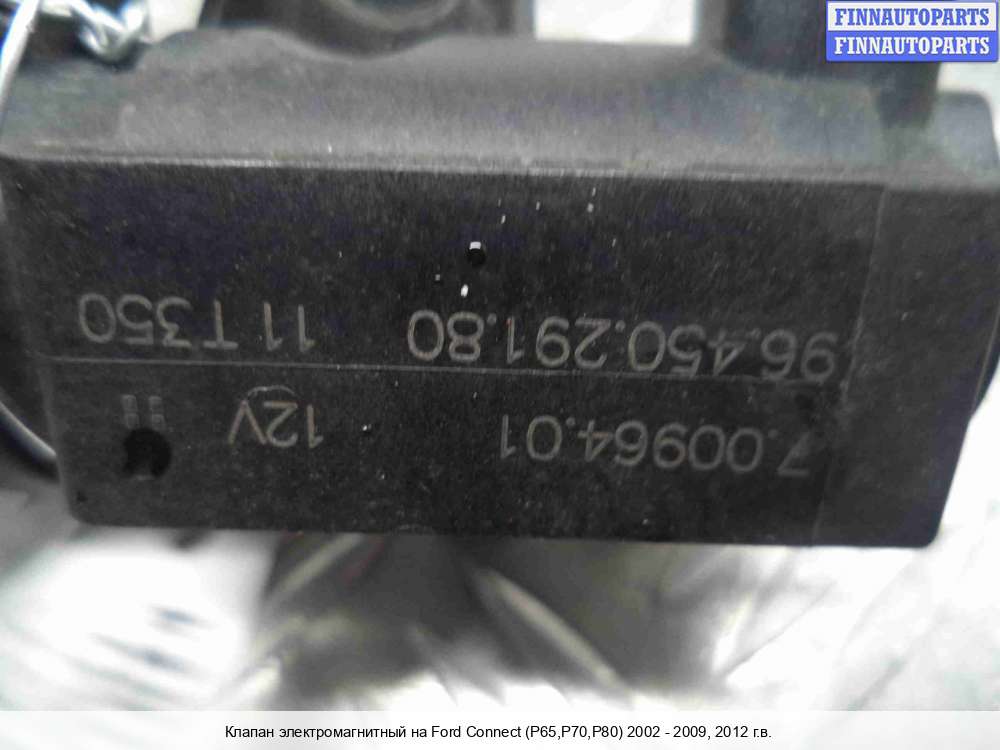 FINNAUTOPARTS
FINNAUTOPARTS
7.00964.01 12V
96.450.291.80 11T350
Клапан электромагнитный на Ford Connect (P65,P70,P80) 2002 - 2009, 2012 г.в.